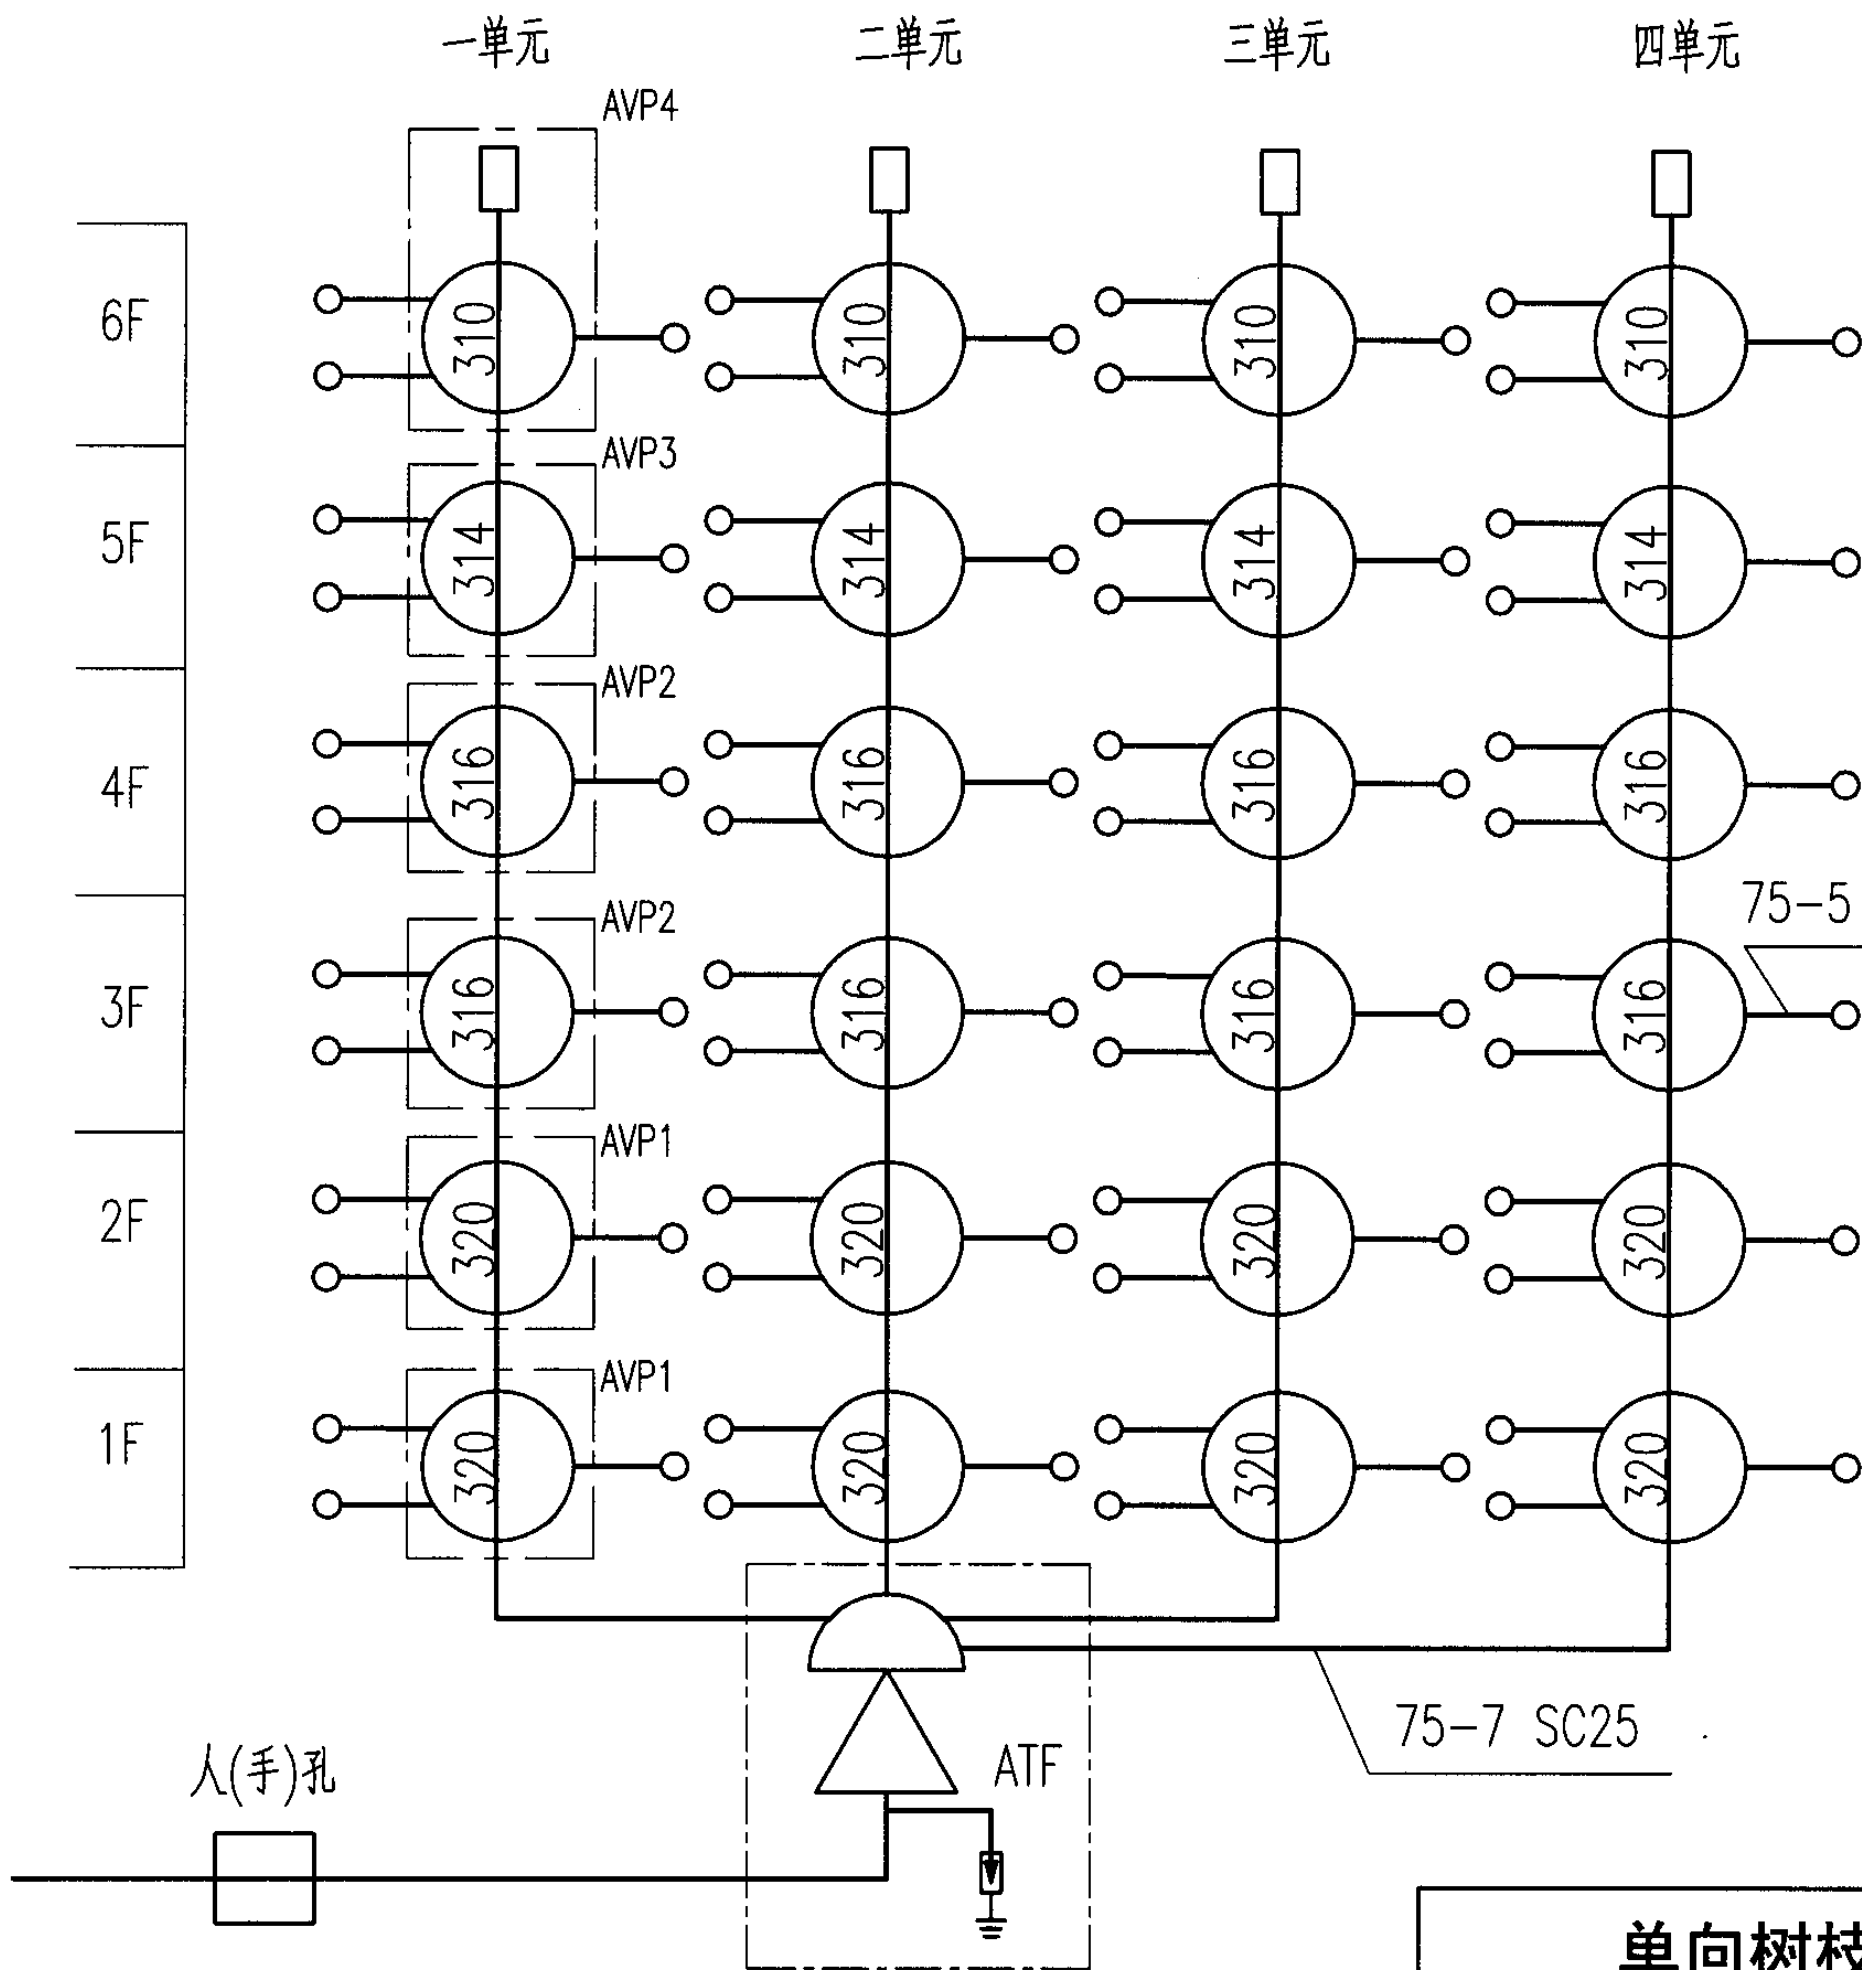 一单元 二单元 三单元 四单元
AVP4
6F 310 310 310 310
AVP3
5F 314 314 314 314
AVP2
4F 316 316 316 316
75-5
AVP2
3F 316 316 316 316
AVP1
2F 320 320 320 320
AVP1
1F 320 320 320 320
75-7 SC25
ATF
人(手)孔
单向树枝